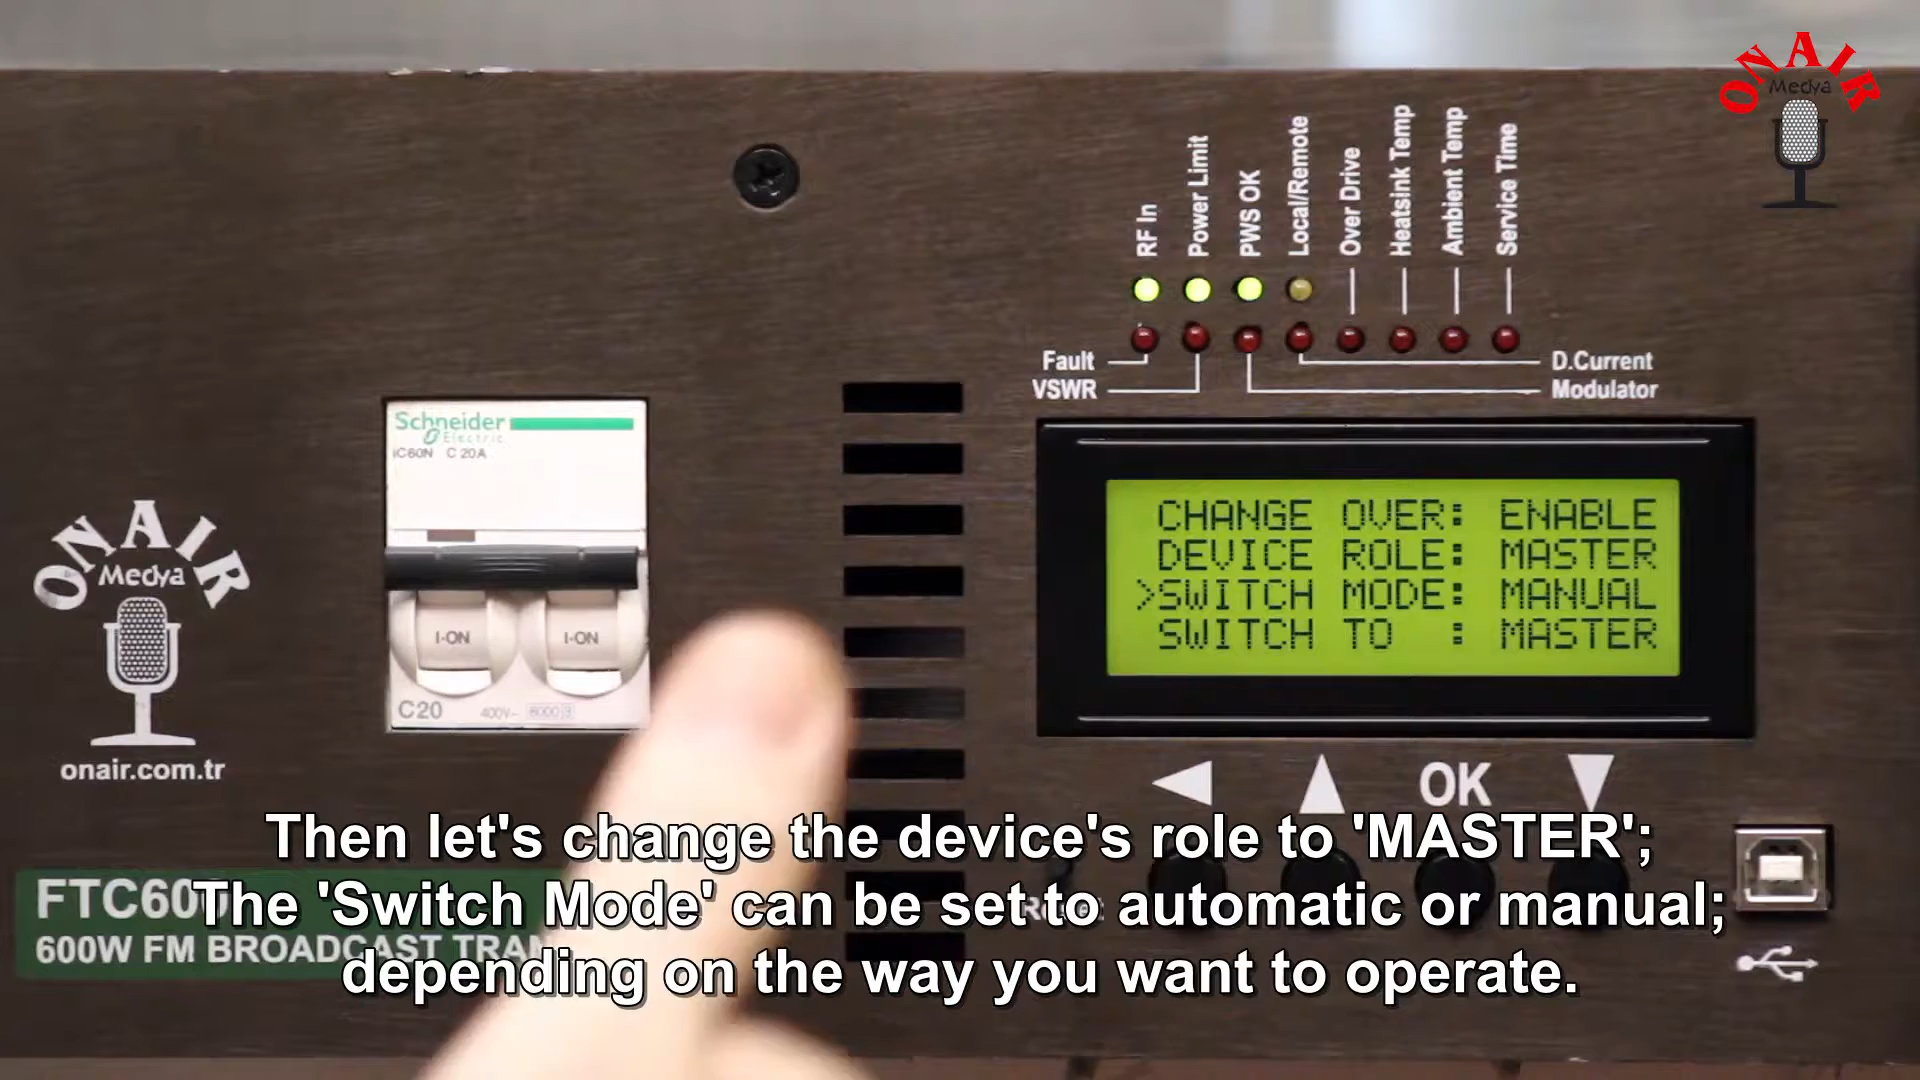 ONAIR
Medya
RF In
Power Limit
PWS OK
Local/Remote
Over Drive
Heatsink Temp
Ambient Temp
Service Time
Fault
VSWR
D.Current
Modulator
Schneider
Electric
iC60N C 20A
I-ON I-ON
C20 400V~ 6000 3
CHANGE OVER: ENABLE
DEVICE ROLE: MASTER
>SWITCH MODE: MANUAL
SWITCH TO : MASTER
ONAIR
Medya
onair.com.tr
OK
Then let's change the device's role to 'MASTER';
The 'Switch Mode' can be set to automatic or manual;
depending on the way you want to operate.
FTC600
600W FM BROADCAST